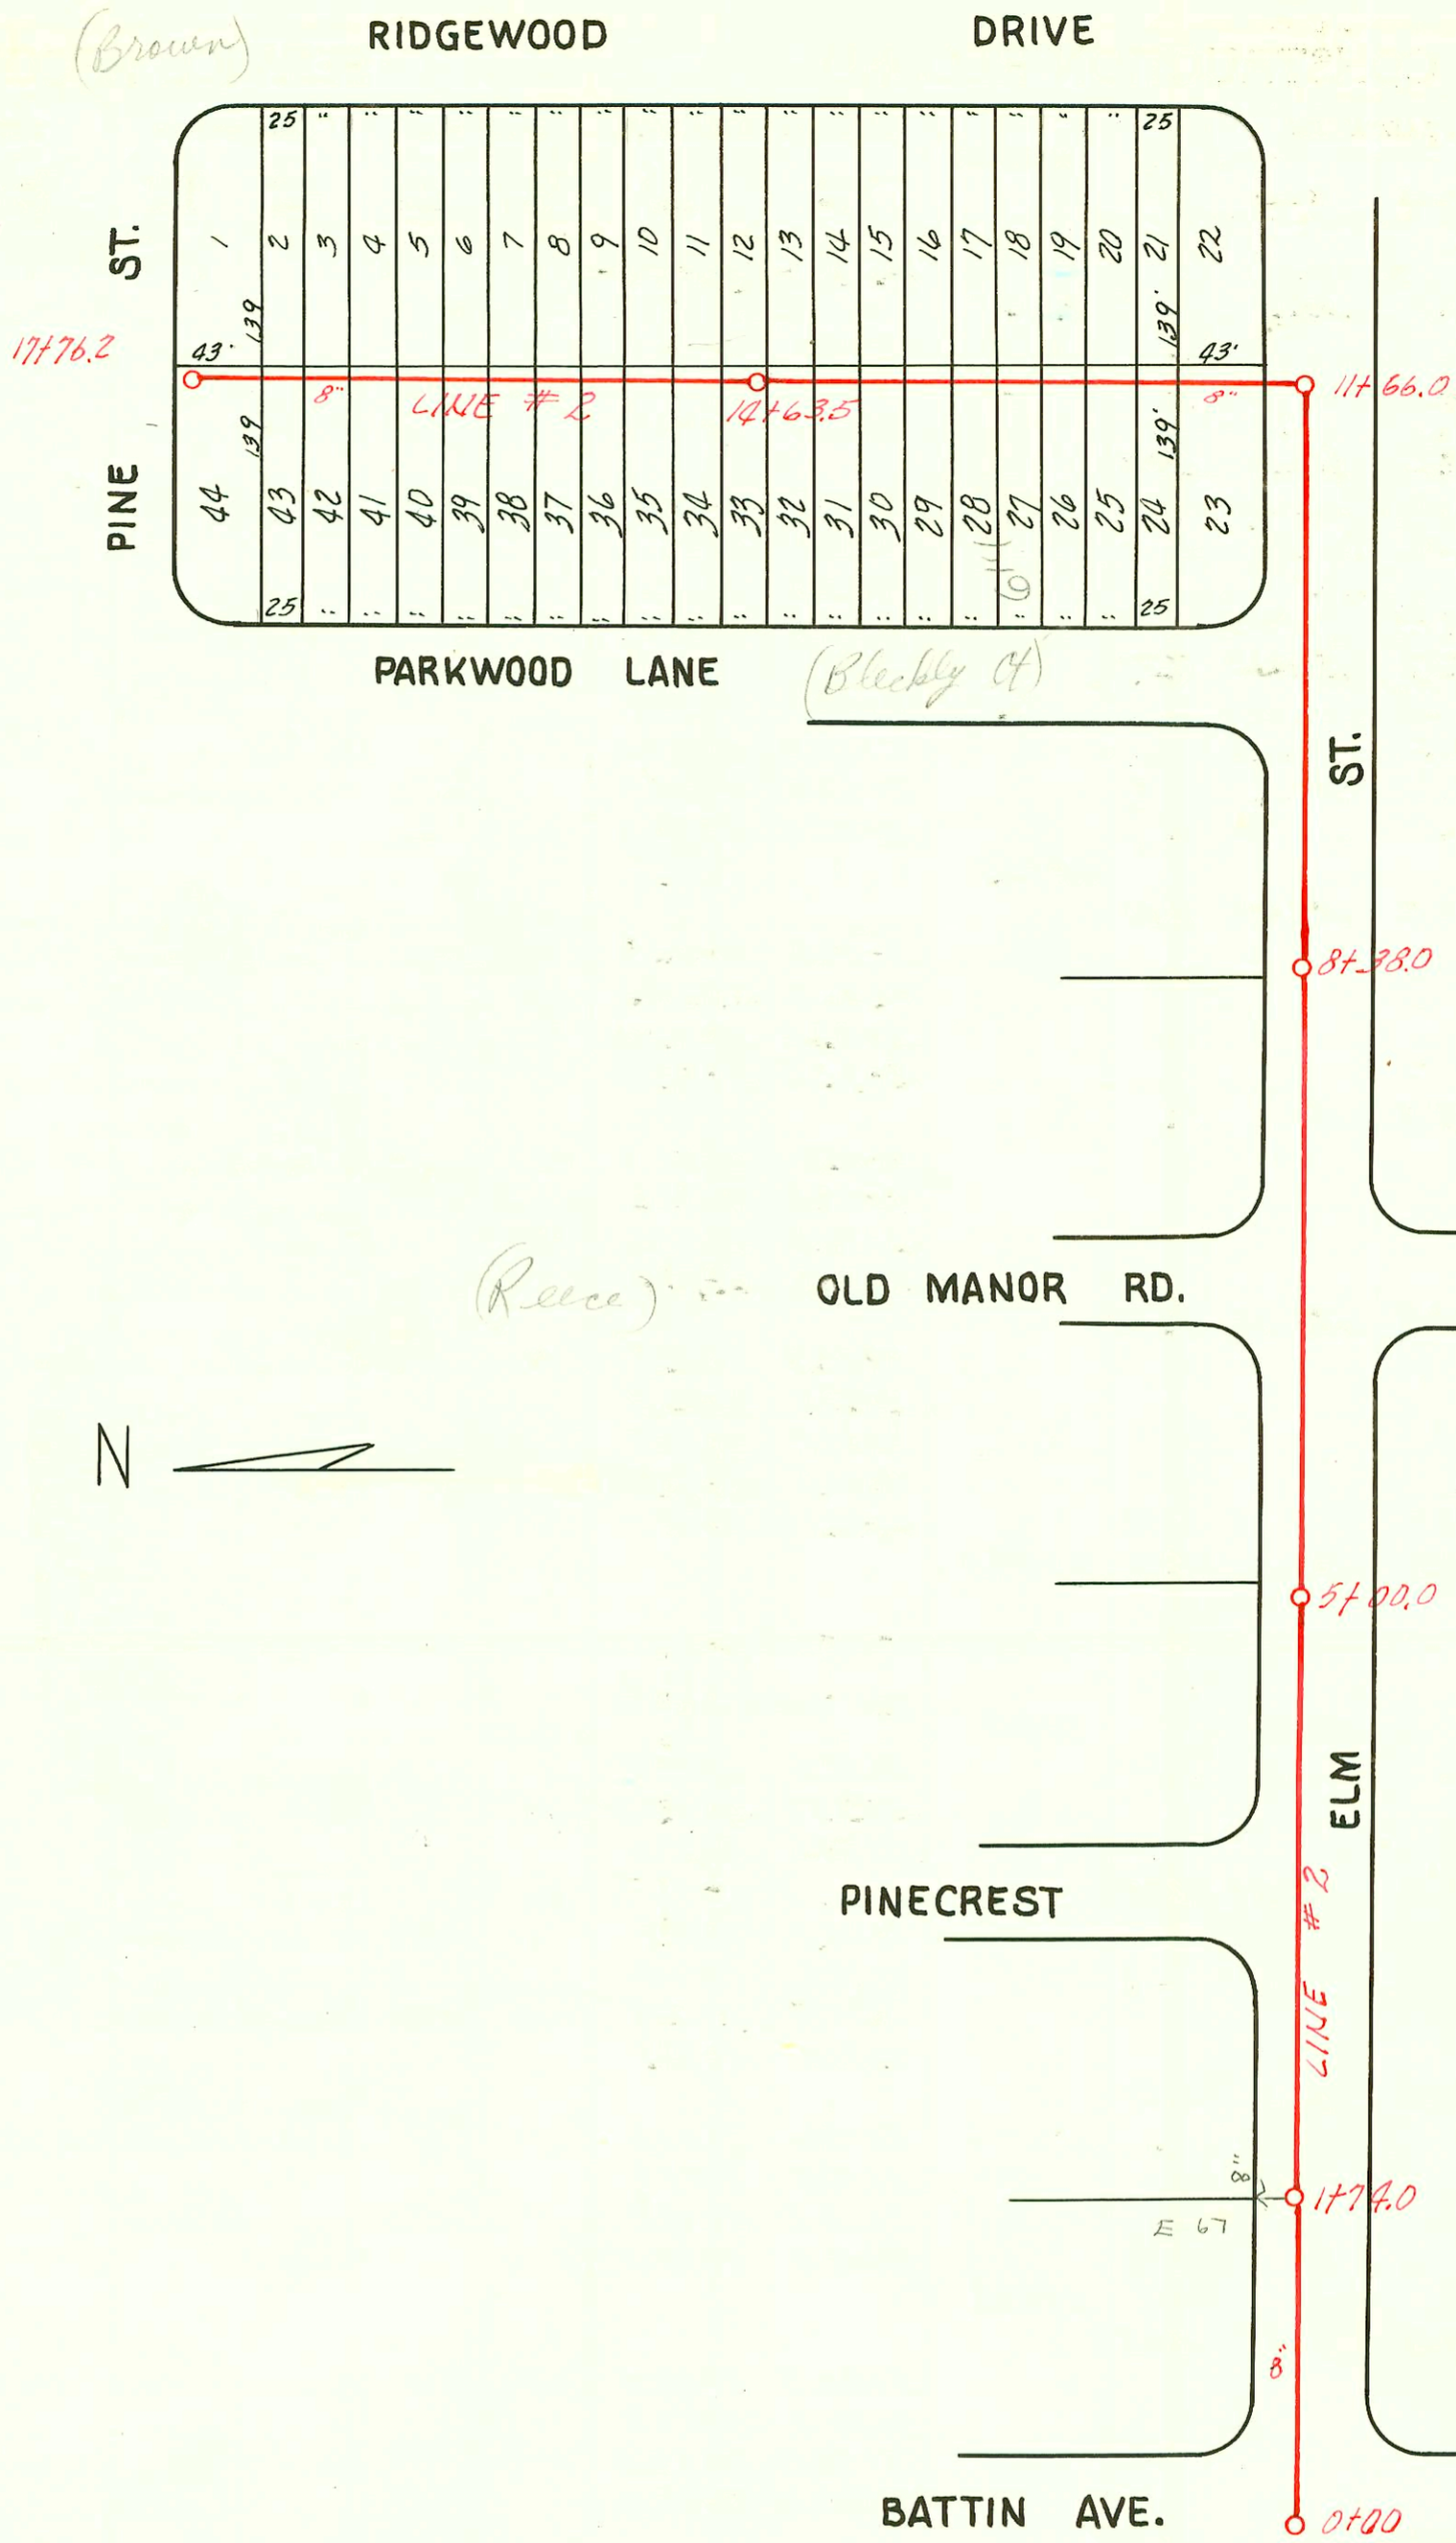 (Brown)
RIDGEWOOD DRIVE
25 " " " " " " " " " " " " " " " " " " 25
PINE ST.
1 2 3 4 5 6 7 8 9 10 11 12 13 14 15 16 17 18 19 20 21 22
139 139'
17+76.2
43' 43'
8" LINE # 2 14+63.5 8" 11+66.0
139 139'
44 43 42 41 40 39 38 37 36 35 34 33 32 31 30 29 28 27 26 25 24 23
(6")
25 " " " " " " " " " " " " " " " " " " 25
PARKWOOD LANE (Bleckly Ct)
ELM ST.
8+38.0
(Reece) OLD MANOR RD.
N
5+00.0
PINECREST
LINE # 2
8"
1+74.0
E 67
8"
BATTIN AVE.
0+00